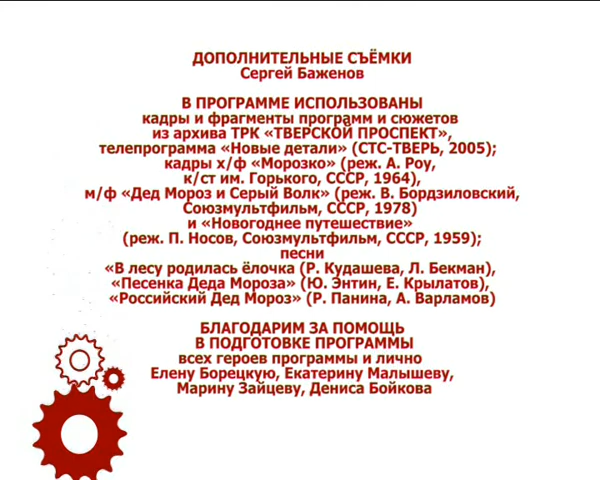 ДОПОЛНИТЕЛЬНЫЕ СЪЁМКИ
Сергей Баженов
В ПРОГРАММЕ ИСПОЛЬЗОВАНЫ
кадры и фрагменты программ и сюжетов
из архива ТРК «ТВЕРСКОЙ ПРОСПЕКТ»,
телепрограмма «Новые детали» (СТС-ТВЕРЬ, 2005);
кадры х/ф «Морозко» (реж. А. Роу,
к/ст им. Горького, СССР, 1964),
м/ф «Дед Мороз и Серый Волк» (реж. В. Бордзиловский,
Союзмультфильм, СССР, 1978)
и «Новогоднее путешествие»
(реж. П. Носов, Союзмультфильм, СССР, 1959);
песни
«В лесу родилась ёлочка (Р. Кудашева, Л. Бекман),
«Песенка Деда Мороза» (Ю. Энтин, Е. Крылатов),
«Российский Дед Мороз» (Р. Панина, А. Варламов)
БЛАГОДАРИМ ЗА ПОМОЩЬ
В ПОДГОТОВКЕ ПРОГРАММЫ
всех героев программы и лично
Елену Борецкую, Екатерину Малышеву,
Марину Зайцеву, Дениса Бойкова